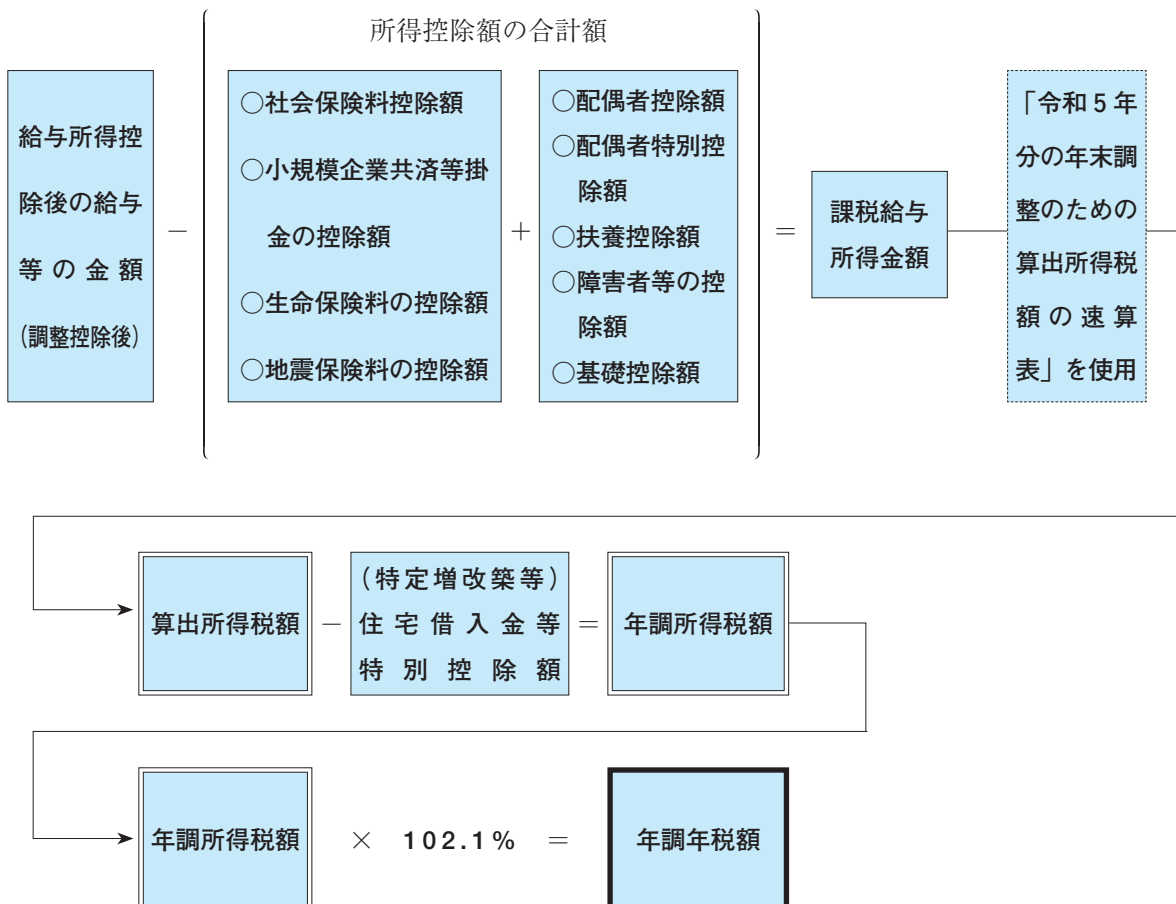 所得控除額の合計額
給与所得控
除後の給与
等の金額
(調整控除後)
−
○社会保険料控除額
○小規模企業共済等掛
金の控除額
○生命保険料の控除額
○地震保険料の控除額
+
○配偶者控除額
○配偶者特別控
除額
○扶養控除額
○障害者等の控
除額
○基礎控除額
=
課税給与
所得金額
「令和5年
分の年末調
整のための
算出所得税
額の速算
表」を使用
算出所得税額
−
(特定増改築等)
住宅借入金等
特別控除額
=
年調所得税額
年調所得税額
× 102.1% =
年調年税額